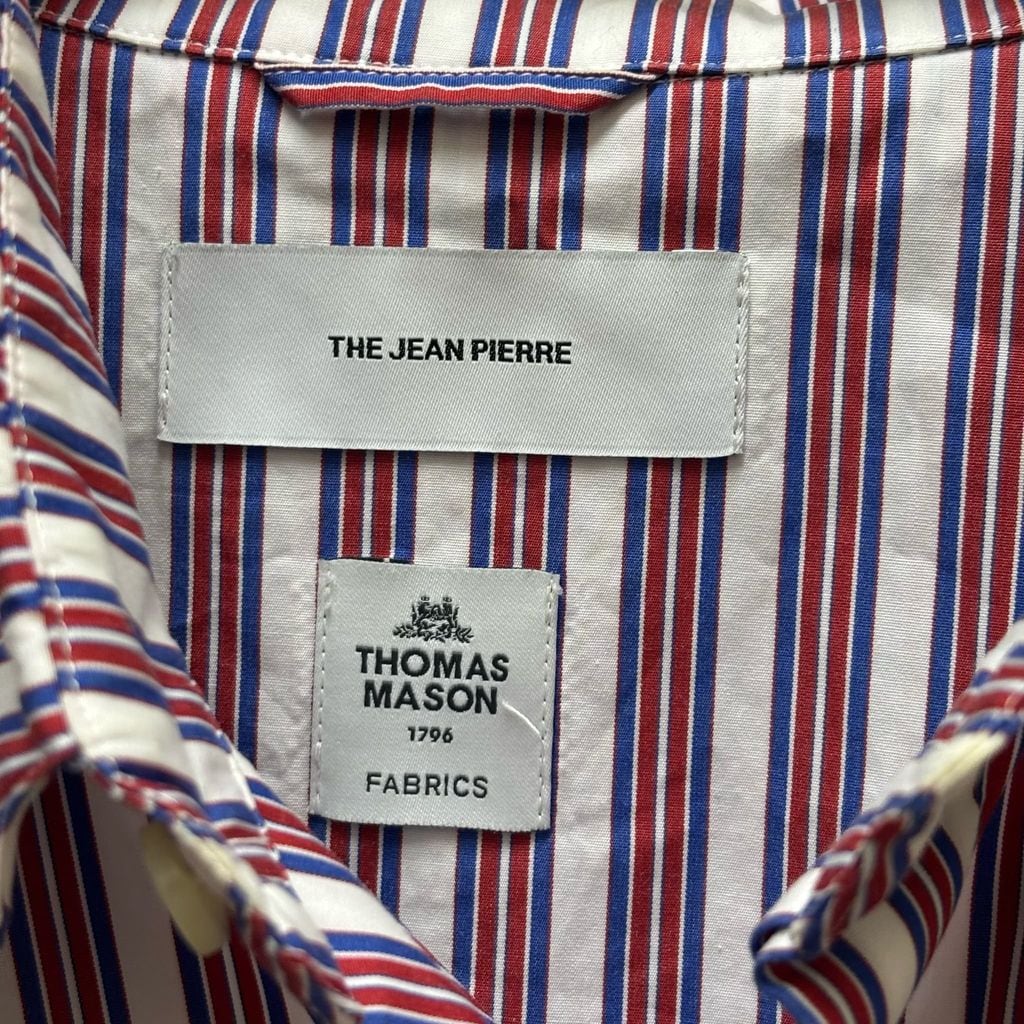 THE JEAN PIERRE
THOMAS
MASON
1796
FABRICS